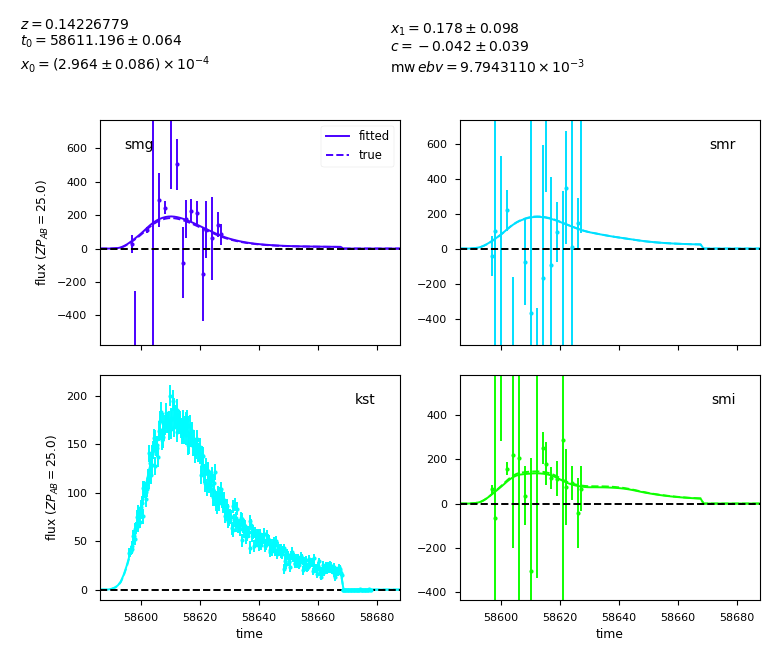 z = 0.14226779
t₀ = 58611.196 ± 0.064
x₀ = (2.964 ± 0.086) × 10⁻⁴
x₁ = 0.178 ± 0.098
c = −0.042 ± 0.039
mw ebv = 9.7943110 × 10⁻³
smg
fitted
true
600
400
200
0
−200
−400
flux (ZP_AB = 25.0)
smr
600
400
200
0
−200
−400
kst
200
150
100
50
0
flux (ZP_AB = 25.0)
58600 58620 58640 58660 58680
time
smi
400
200
0
−200
−400
58600 58620 58640 58660 58680
time